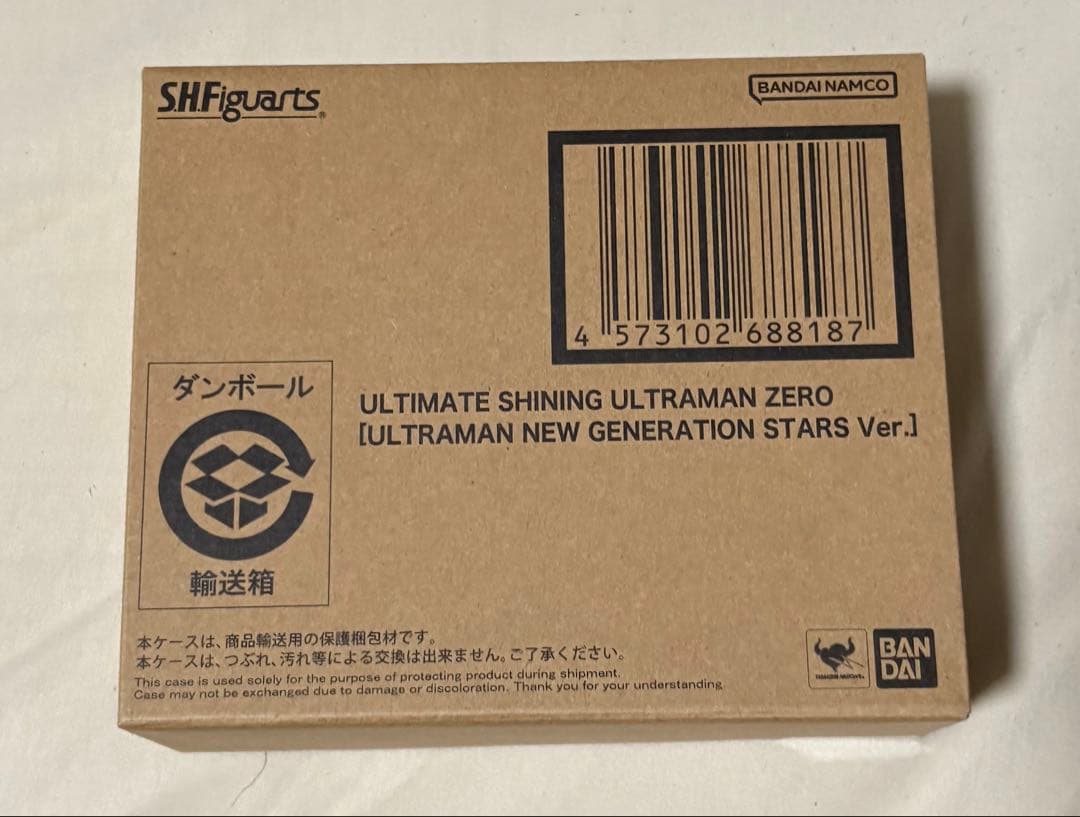 S.H.Figuarts®
BANDAI NAMCO
4 573102 688187
ULTIMATE SHINING ULTRAMAN ZERO
[ULTRAMAN NEW GENERATION STARS Ver.]
ダンボール
輸送箱
本ケースは、商品輸送用の保護梱包材です。
本ケースは、つぶれ、汚れ等による交換は出来ません。ご了承ください。
This case is used solely for the purpose of protecting product during shipment.
Case may not be exchanged due to damage or discoloration. Thank you for your understanding.
TAMASHII NATIONS
BAN
DAI